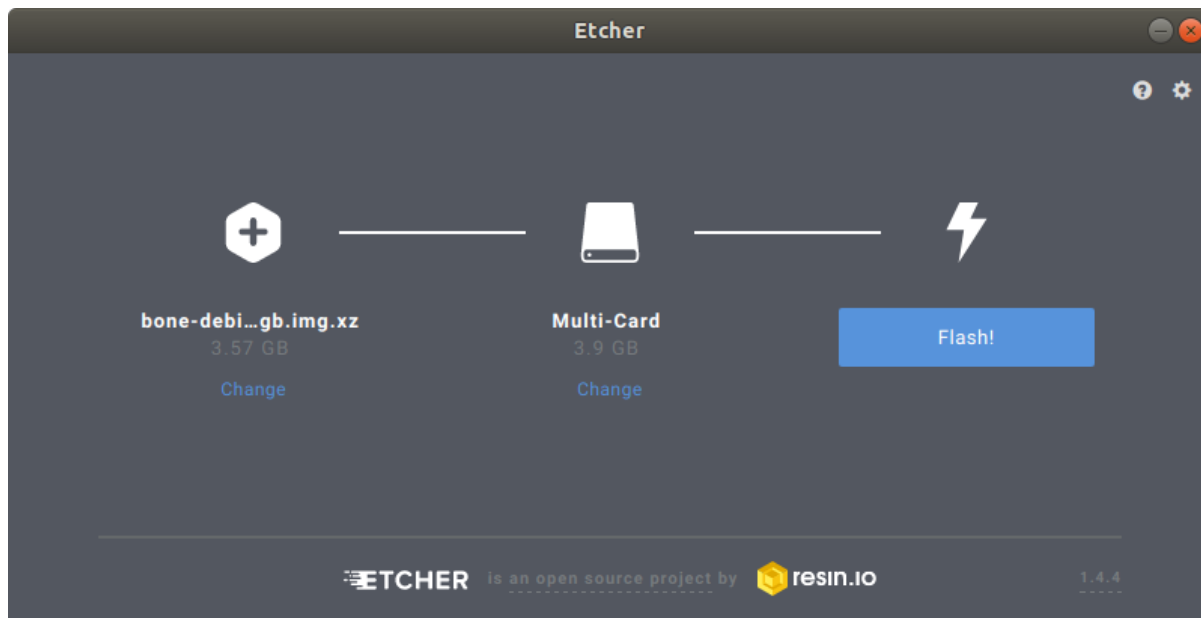 Etcher
bone-debi...gb.img.xz
3.57 GB
Change
Multi-Card
3.9 GB
Change
Flash!
ETCHER is an open source project by resin.io 1.4.4